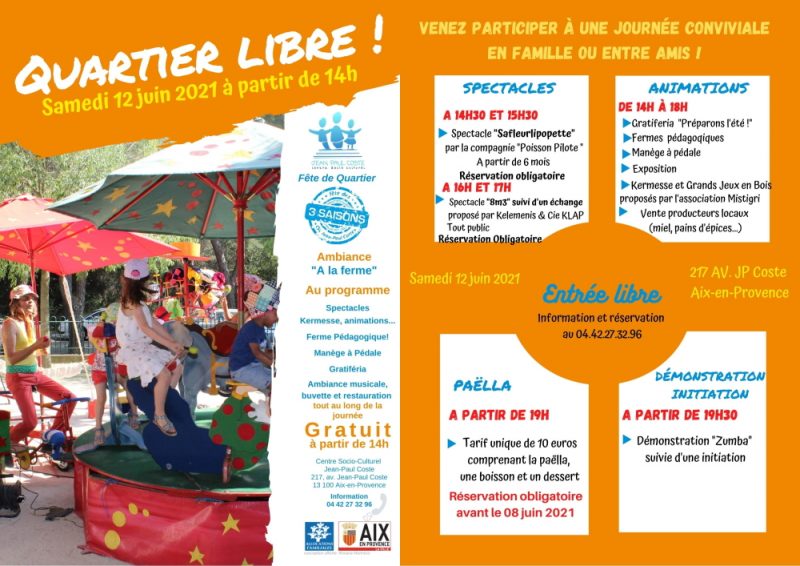 QUARTIER LIBRE !
Samedi 12 juin 2021 à partir de 14h
JEAN-PAUL COSTE
Fête de Quartier
3 SAISONS
Ambiance
"A la ferme"
Au programme
Spectacles
Kermesse, animations...
Ferme Pédagogique!
Manège à Pédale
Gratiféria
Ambiance musicale,
buvette et restauration
tout au long de la
journée
Gratuit
à partir de 14h
Centre Socio-Culturel
Jean-Paul Coste
217, av. Jean-Paul Coste
13 100 Aix-en-Provence
Information
04 42 27 32 96
AIX
EN PROVENCE
LA VILLE
VENEZ PARTICIPER À UNE JOURNÉE CONVIVIALE
EN FAMILLE OU ENTRE AMIS !
SPECTACLES
A 14H30 ET 15H30
Spectacle "Safleurlipopette"
par la compagnie "Poisson Pilote "
A partir de 6 mois
Réservation obligatoire
A 16H ET 17H
Spectacle "8m3" suivi d'un échange
proposé par Kelemenis & Cie KLAP
Tout public
Réservation Obligatoire
ANIMATIONS
DE 14H À 18H
Gratiferia "Préparons l'été !"
Fermes pédagogiques
Manège à pédale
Exposition
Kermesse et Grands Jeux en Bois
proposés par l'association Mistigri
Vente producteurs locaux
(miel, pains d'épices...)
Samedi 12 juin 2021
217 AV. JP Coste
Aix-en-Provence
Entrée libre
Information et réservation
au 04.42.27.32.96
PAËLLA
A PARTIR DE 19H
Tarif unique de 10 euros
comprenant la paëlla,
une boisson et un dessert
Réservation obligatoire
avant le 08 juin 2021
DÉMONSTRATION
INITIATION
A PARTIR DE 19H30
Démonstration "Zumba"
suivie d'une initiation